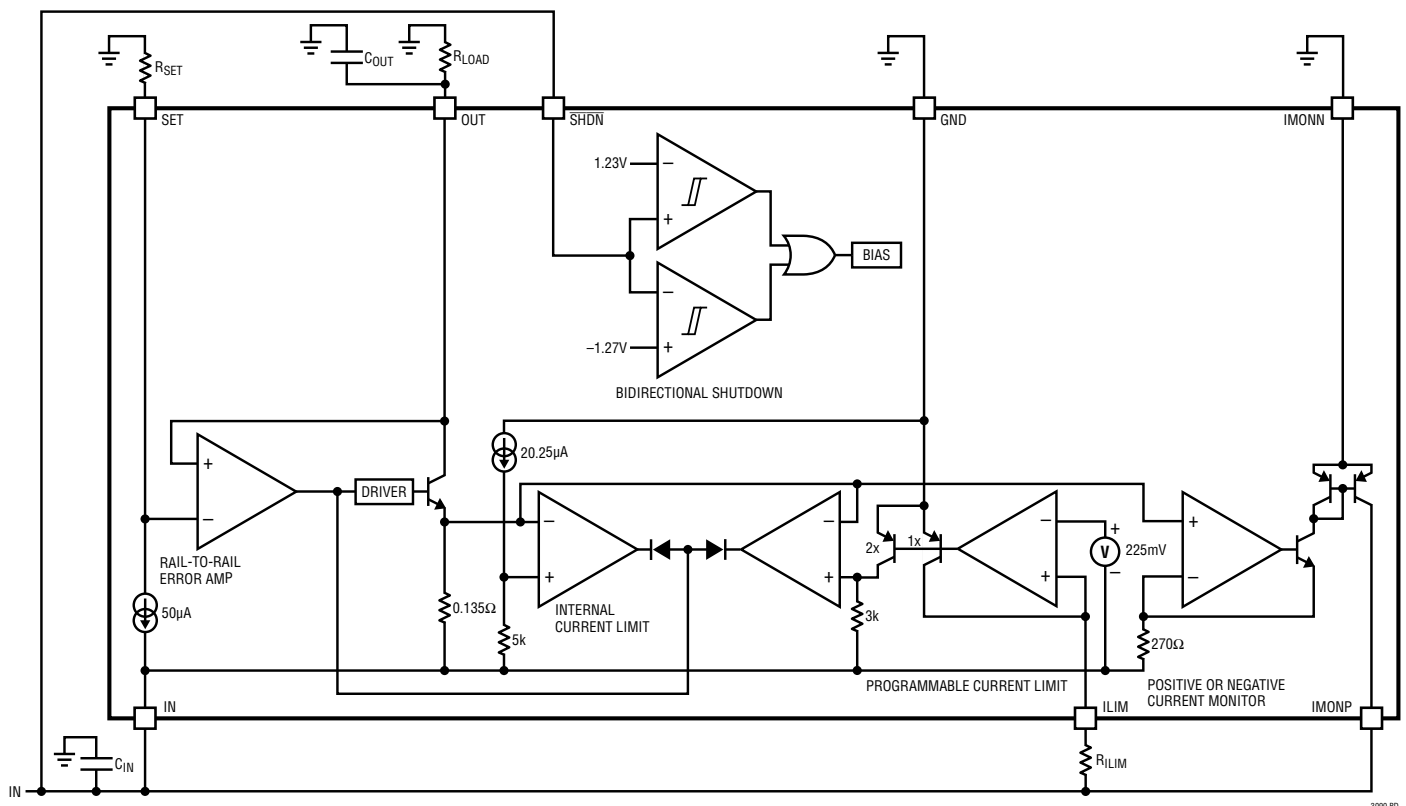 RSET
COUT
RLOAD
SET
OUT
SHDN
GND
IMONN
1.23V
−
+
BIAS
−
−1.27V
+
BIDIRECTIONAL SHUTDOWN
20.25µA
+
DRIVER
−
−
−
−
+
+
2x
1x
V
225mV
−
RAIL-TO-RAIL
ERROR AMP
+
+
+
−
50µA
0.135Ω
INTERNAL
CURRENT LIMIT
5k
3k
270Ω
PROGRAMMABLE CURRENT LIMIT
POSITIVE OR NEGATIVE
CURRENT MONITOR
IN
ILIM
IMONP
CIN
RILIM
IN
3090 BD